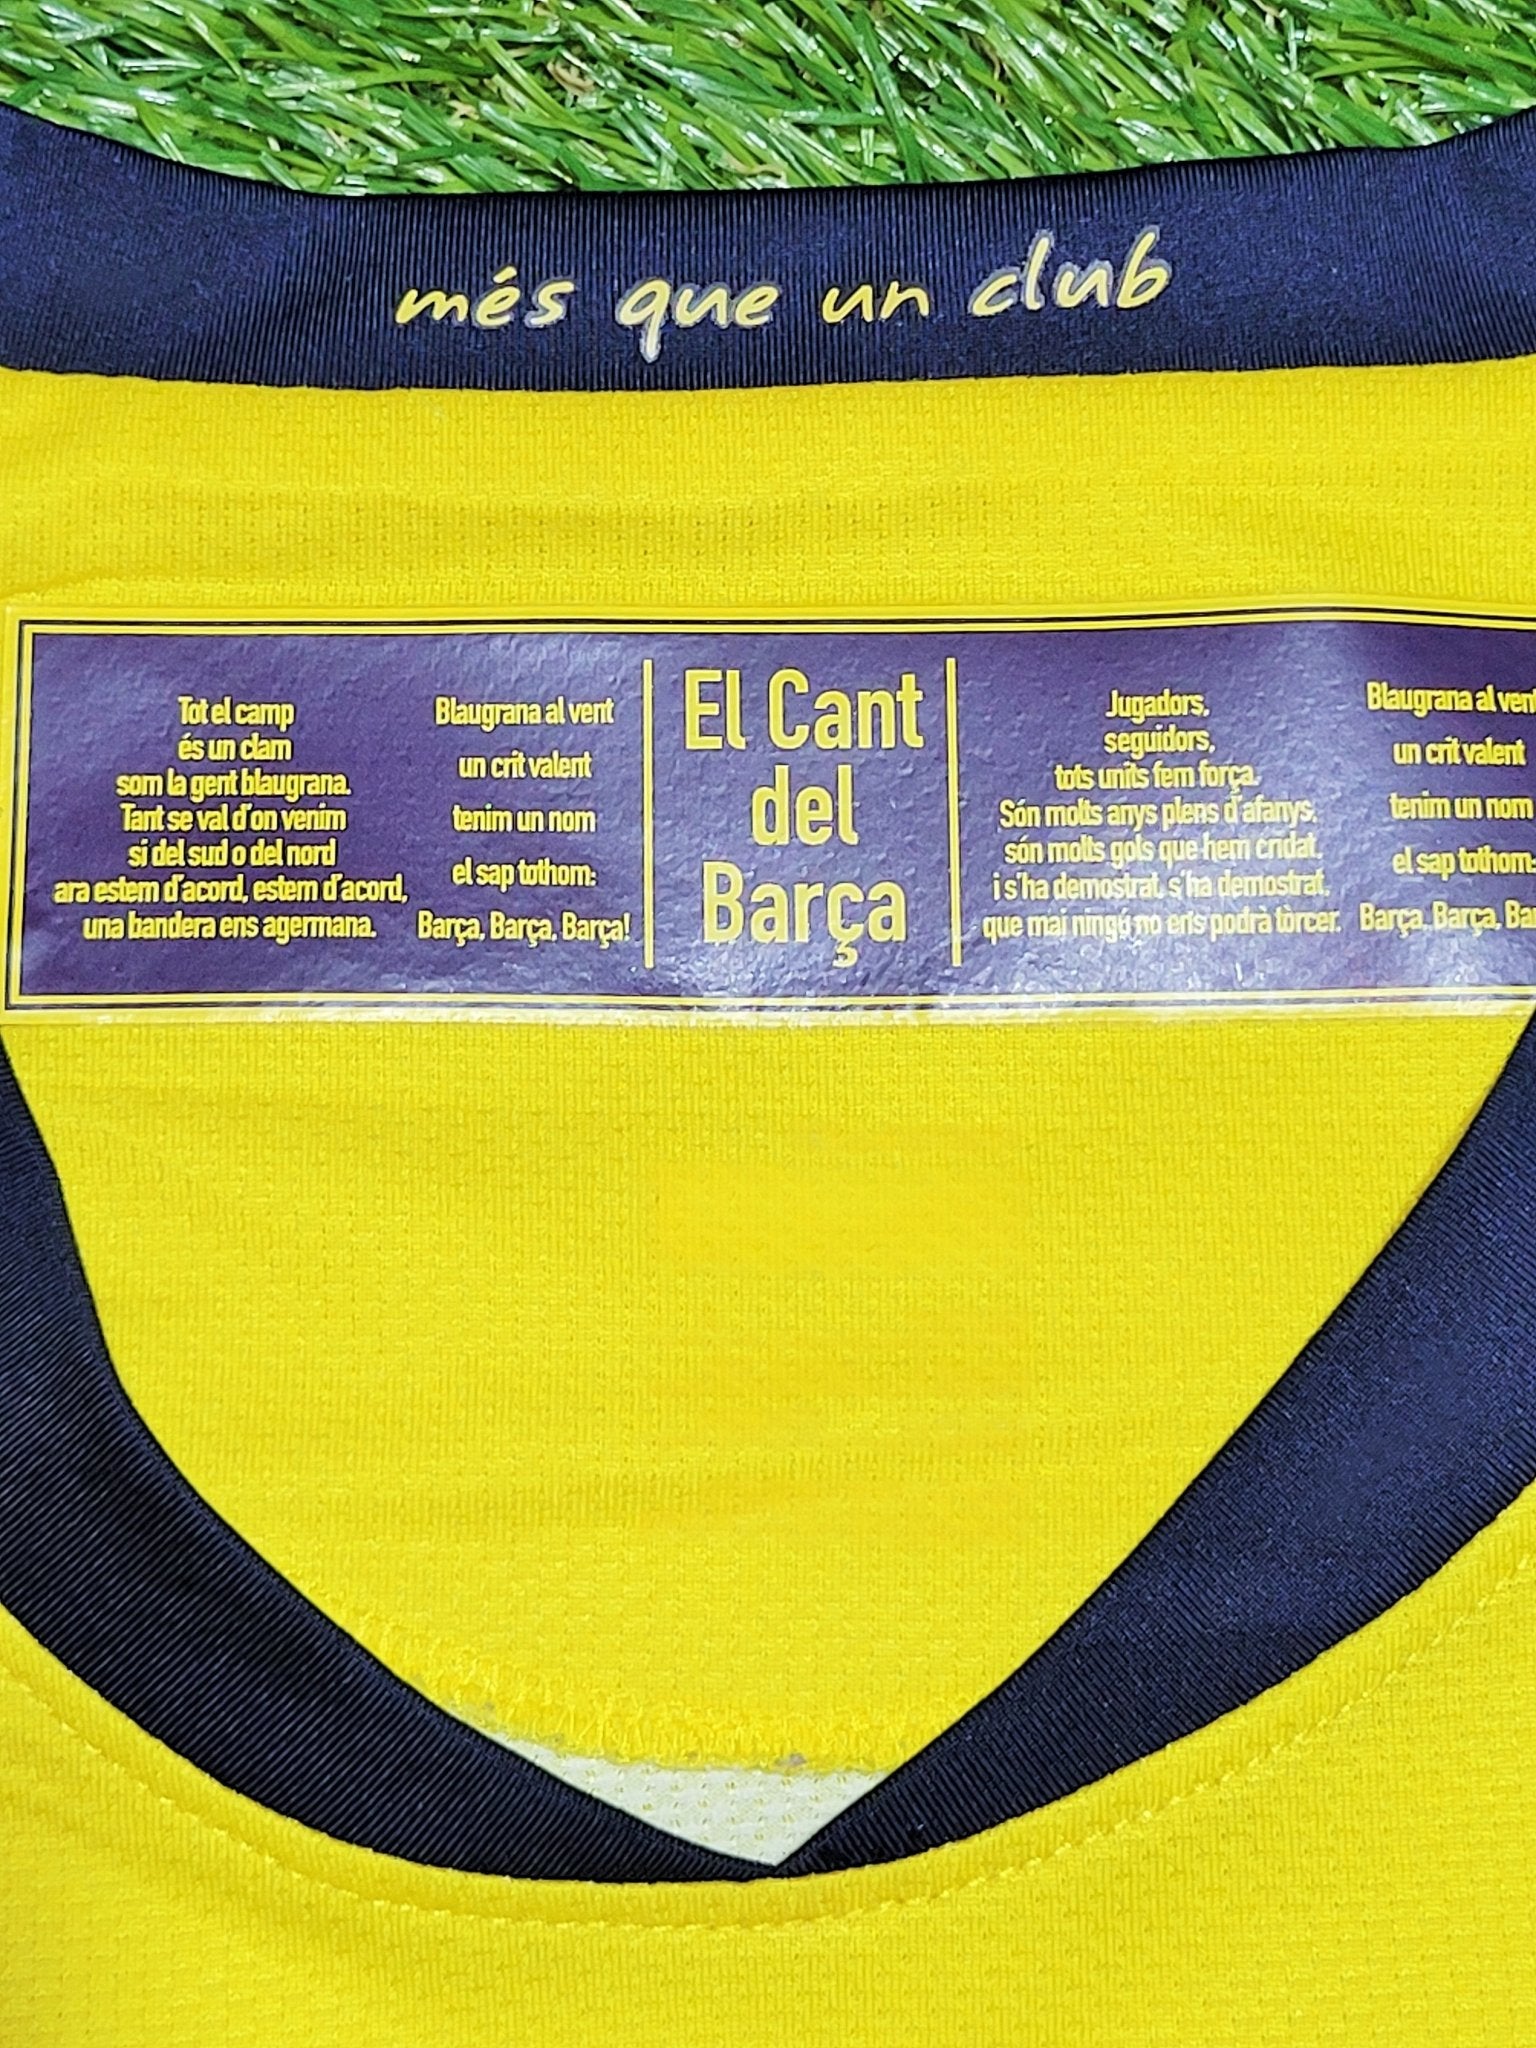 més que un club
Tot el camp
és un clam
som la gent blaugrana.
Tant se val d'on venim
si del sud o del nord
ara estem d'acord, estem d'acord,
una bandera ens agermana.
Blaugrana al vent
un crit valent
tenim un nom
el sap tothom:
Barça, Barça, Barça!
El Cant
del
Barça
Jugadors,
seguidors,
tots units fem força.
Són molts anys plens d'afanys,
són molts gols que hem cridat,
i s'ha demostrat, s'ha demostrat,
que mai ningú no ens podrà tòrcer.
Blaugrana al vent
un crit valent
tenim un nom
el sap tothom:
Barça, Barça, Ba